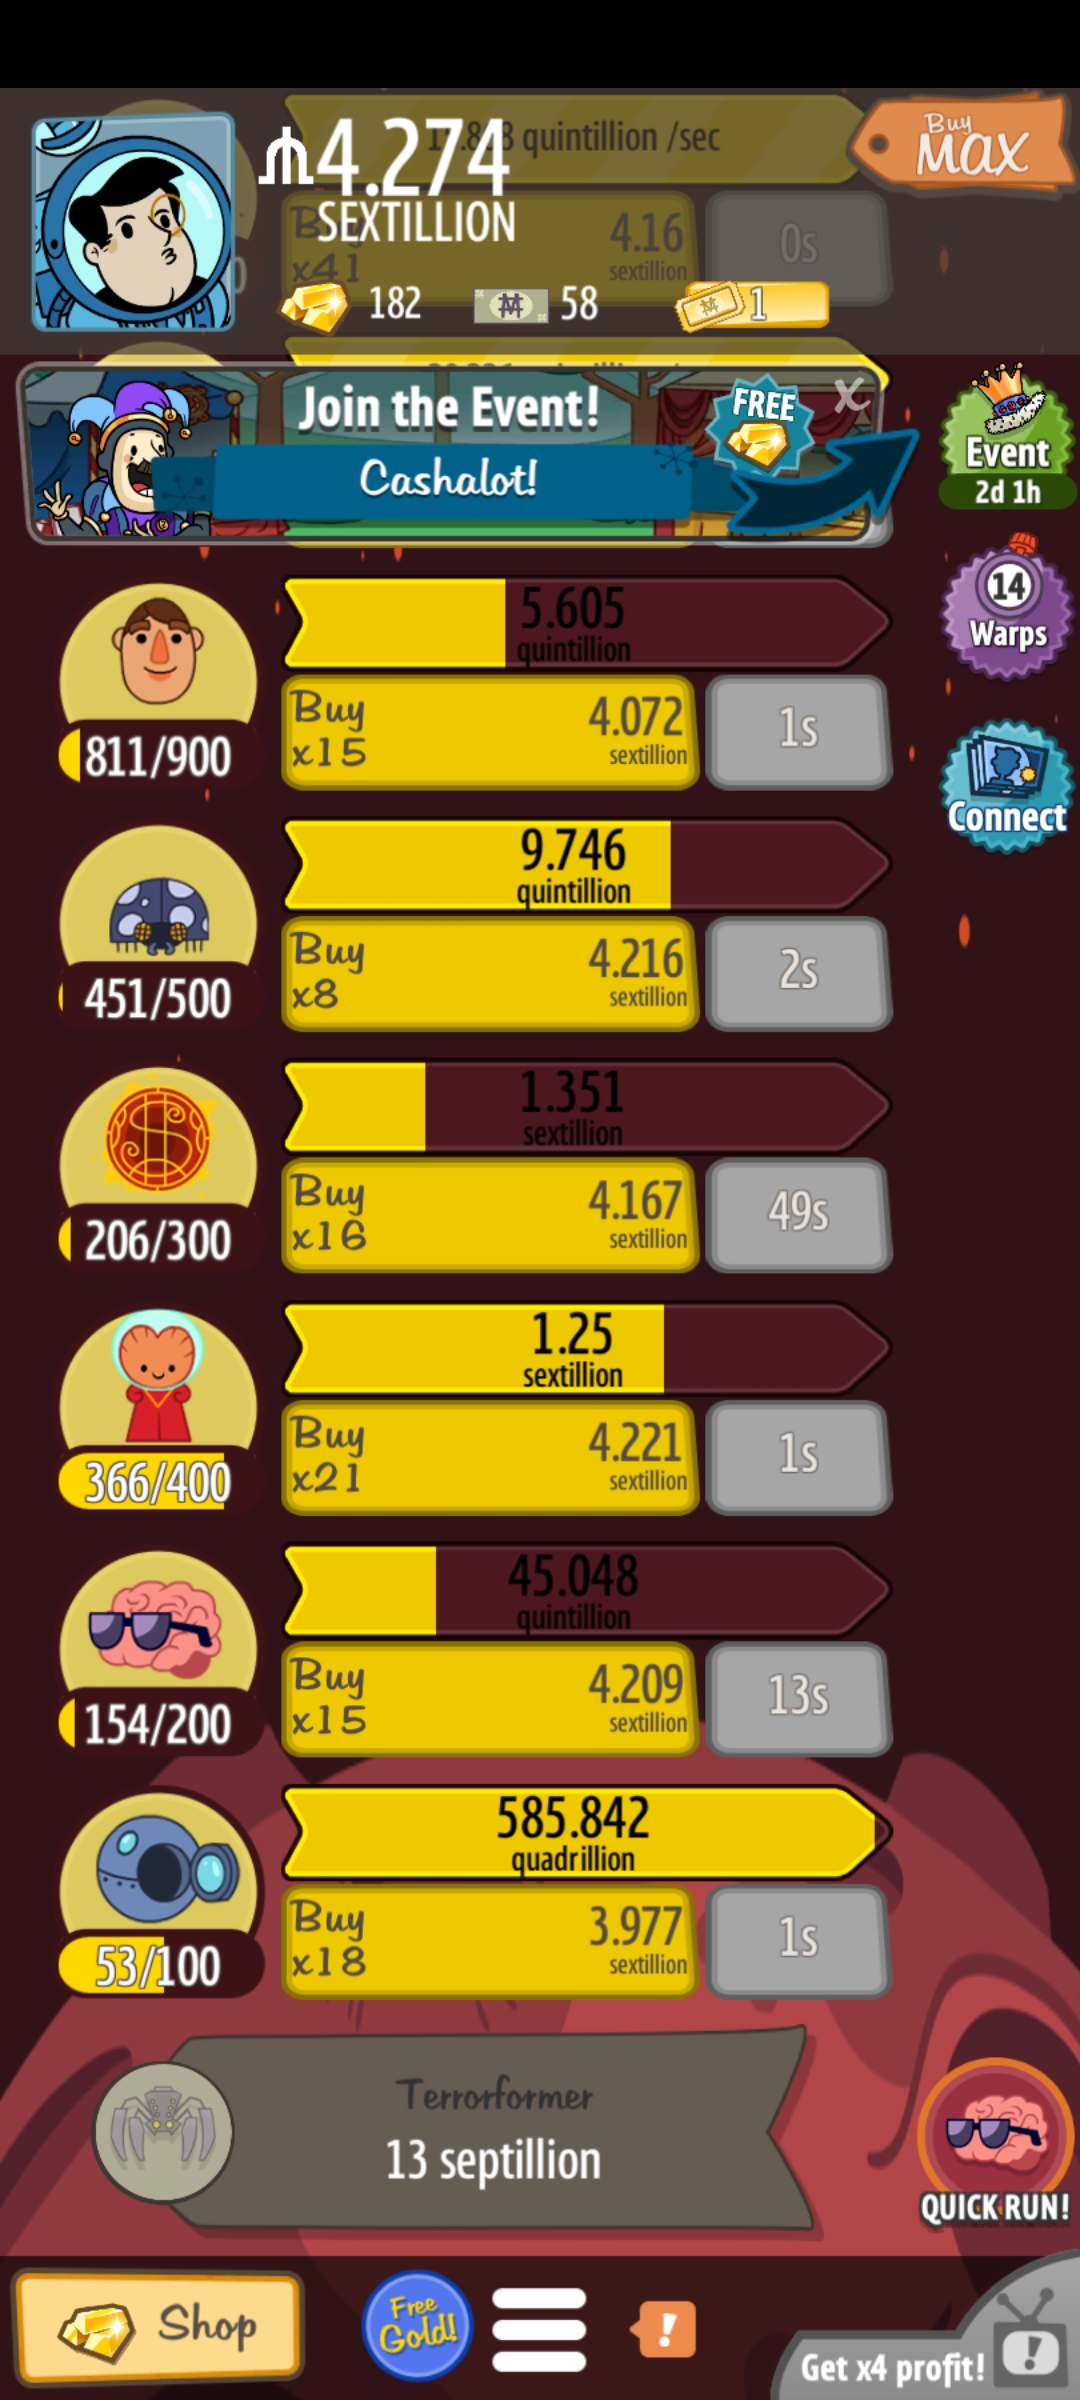 ₼4.274
SEXTILLION
quintillion /sec
Buy
MAX
x41
4.16
sextillion
0s
182
58
1
Join the Event!
Cashalot!
FREE
X
Event
2d 1h
14
Warps
Connect
5.605
quintillion
811/900
Buy
x15
4.072
sextillion
1s
9.746
quintillion
451/500
Buy
x8
4.216
sextillion
2s
1.351
sextillion
206/300
Buy
x16
4.167
sextillion
49s
1.25
sextillion
366/400
Buy
x21
4.221
sextillion
1s
45.048
quintillion
154/200
Buy
x15
4.209
sextillion
13s
585.842
quadrillion
53/100
Buy
x18
3.977
sextillion
1s
Terrorformer
13 septillion
QUICK RUN!
Shop
Free
Gold!
!
Get x4 profit!
!